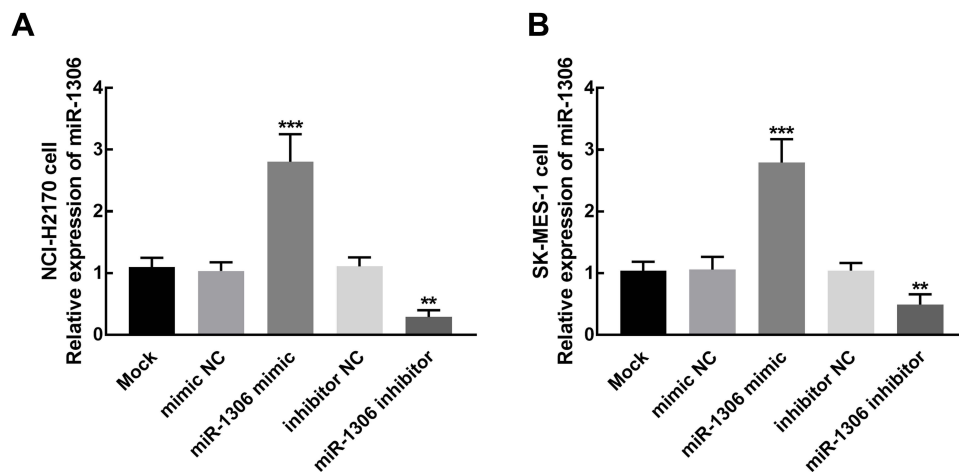 A
NCI-H2170 cell
Relative expression of miR-1306
4
3
2
1
0
***
**
Mock
mimic NC
miR-1306 mimic
inhibitor NC
miR-1306 inhibitor
B
SK-MES-1 cell
Relative expression of miR-1306
4
3
2
1
0
***
**
Mock
mimic NC
miR-1306 mimic
inhibitor NC
miR-1306 inhibitor